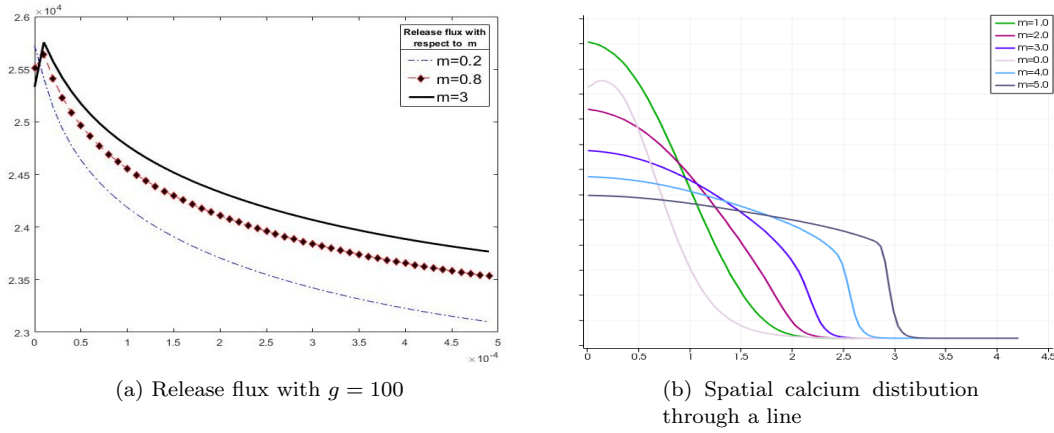 2.6
2.55
2.5
2.45
2.4
2.35
2.3
0
0.5
1
1.5
2
2.5
3
3.5
4
4.5
5
10-4
Release flux with
respect to m
m=0.2
m=0.8
m=3
(a) Release flux with g = 100
m=1.0
m=2.0
m=3.0
m=0.0
m=4.0
m=5.0
0
0.5
1
1.5
2
2.5
3
3.5
4
4.5
(b) Spatial calcium distibution
through a line